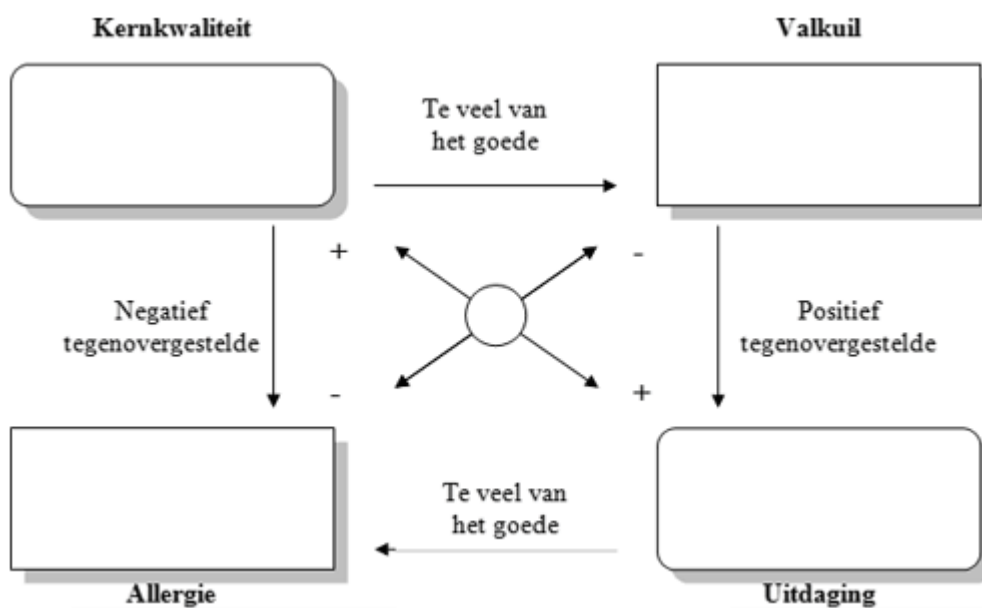 Kernkwaliteit
Valkuil
Te veel van
het goede
+
-
Negatief
tegenovergestelde
Positief
tegenovergestelde
-
+
Te veel van
het goede
Allergie
Uitdaging